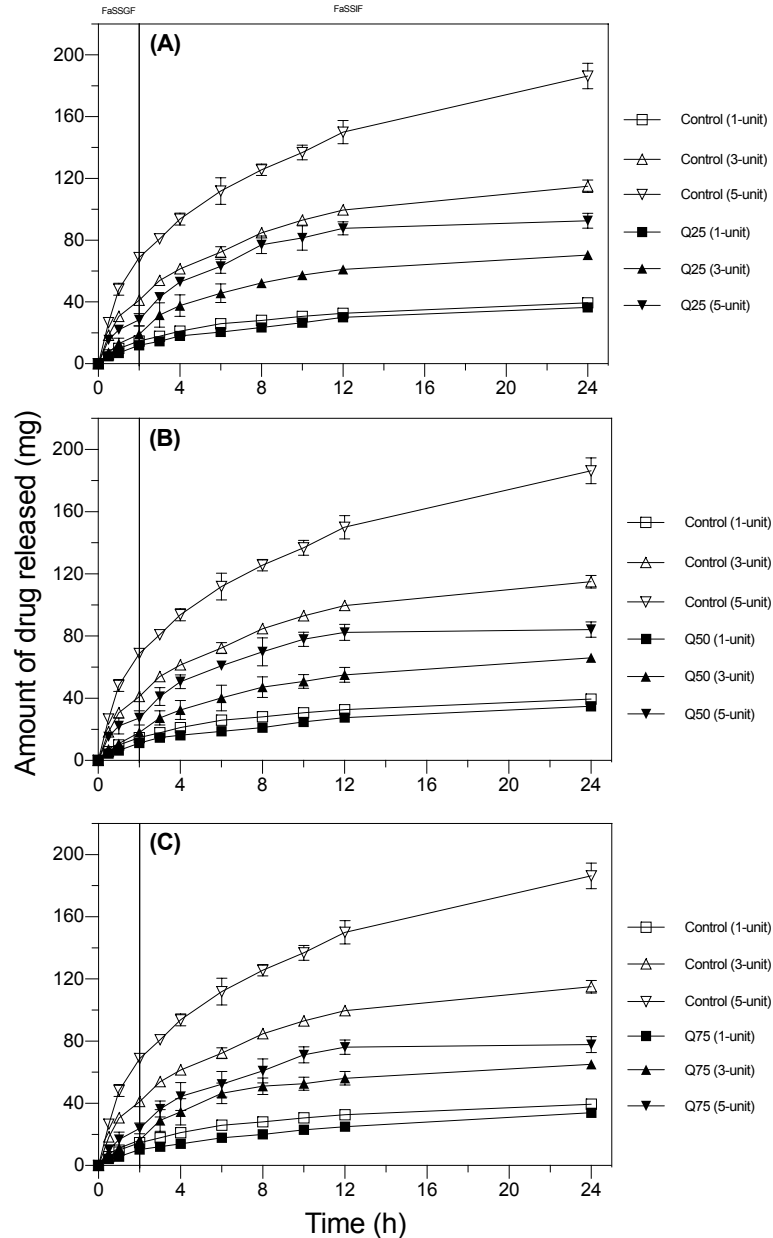 FaSSGF FaSSIF
(A)
200
160
120
80
40
0
0 4 8 12 16 20 24
Control (1-unit)
Control (3-unit)
Control (5-unit)
Q25 (1-unit)
Q25 (3-unit)
Q25 (5-unit)
Amount of drug released (mg)
(B)
200
160
120
80
40
0
0 4 8 12 16 20 24
Control (1-unit)
Control (3-unit)
Control (5-unit)
Q50 (1-unit)
Q50 (3-unit)
Q50 (5-unit)
(C)
200
160
120
80
40
0
0 4 8 12 16 20 24
Control (1-unit)
Control (3-unit)
Control (5-unit)
Q75 (1-unit)
Q75 (3-unit)
Q75 (5-unit)
Time (h)